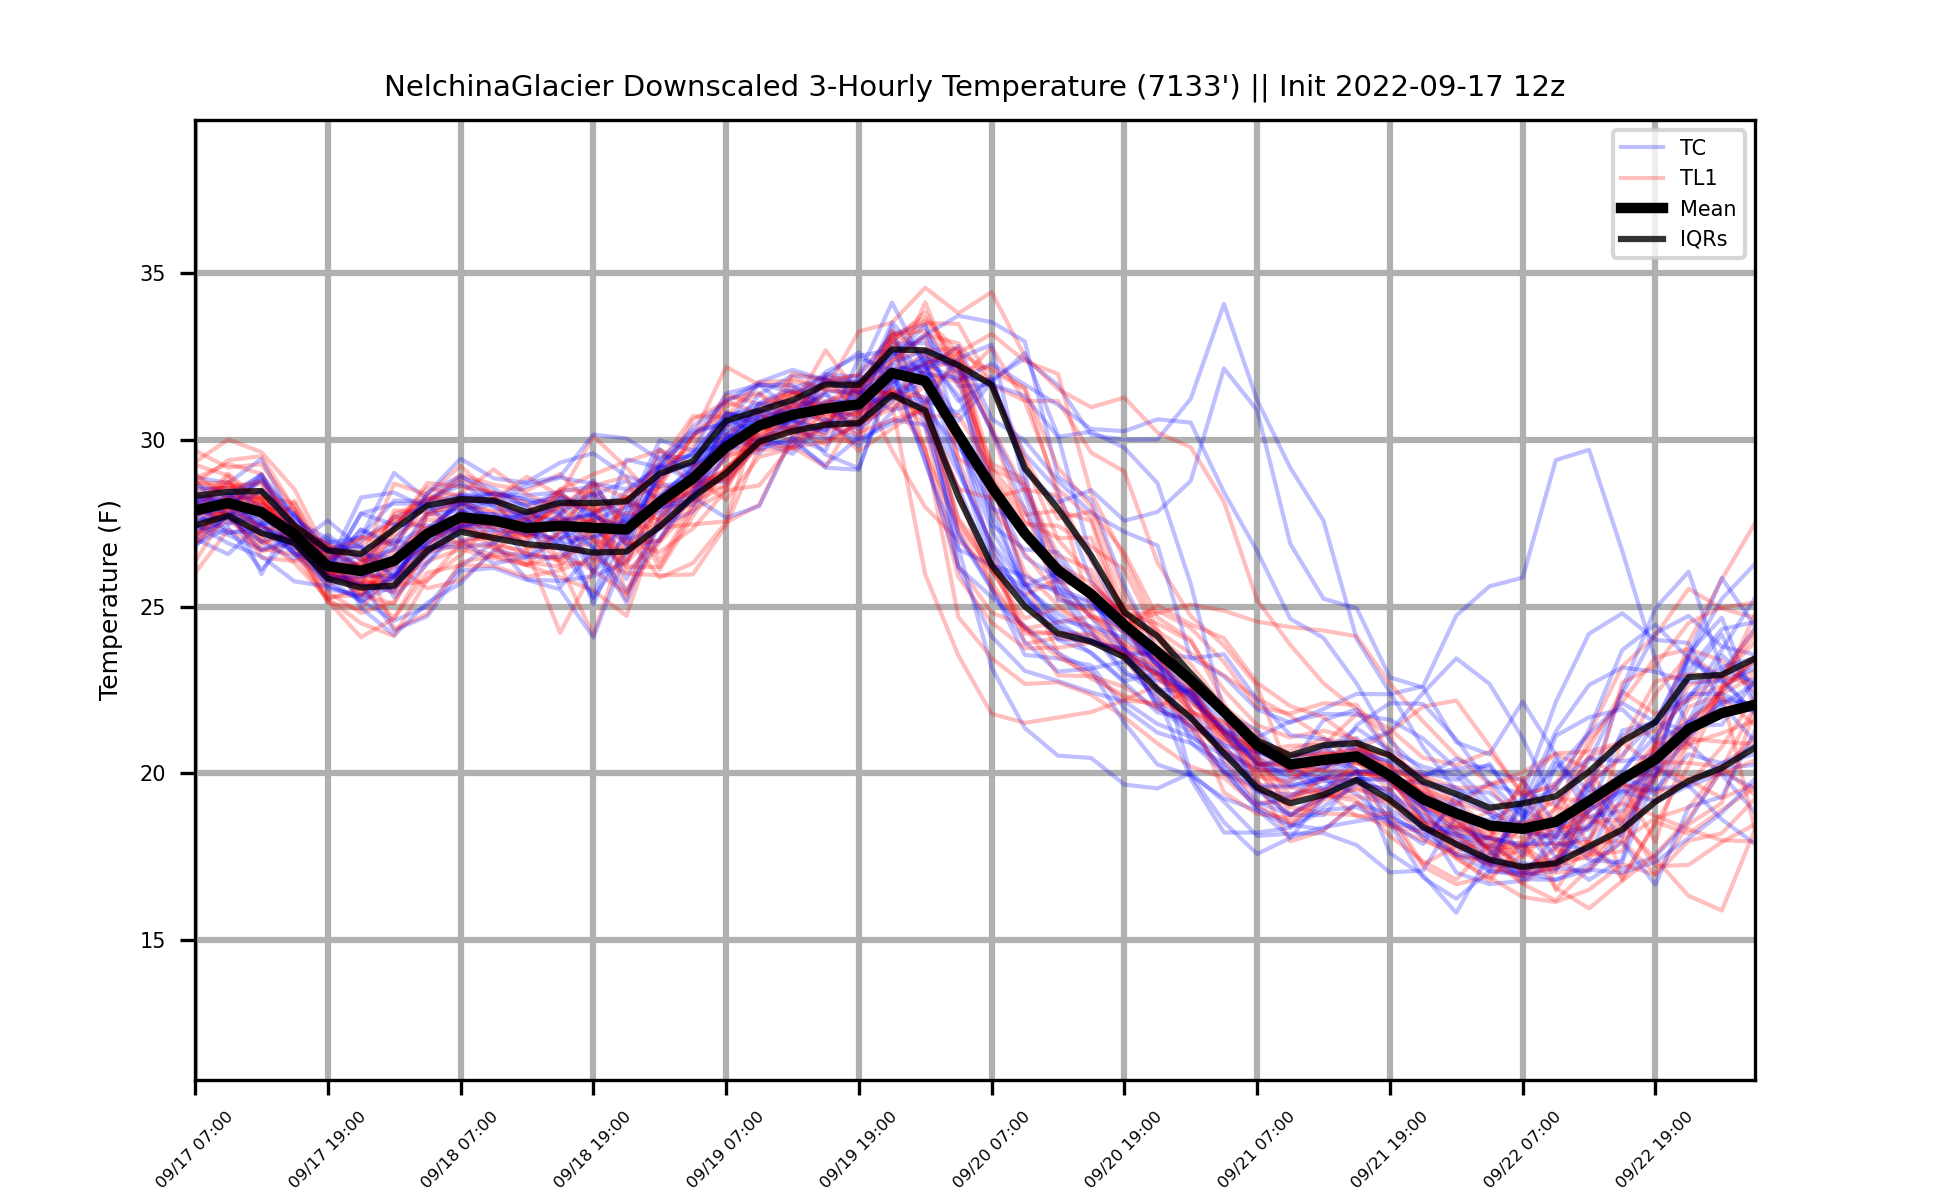 NelchinaGlacier Downscaled 3-Hourly Temperature (7133') || Init 2022-09-17 12z
TC
TL1
Mean
IQRs
Temperature (F)
35
30
25
20
15
09/17 07:00
09/17 19:00
09/18 07:00
09/18 19:00
09/19 07:00
09/19 19:00
09/20 07:00
09/20 19:00
09/21 07:00
09/21 19:00
09/22 07:00
09/22 19:00